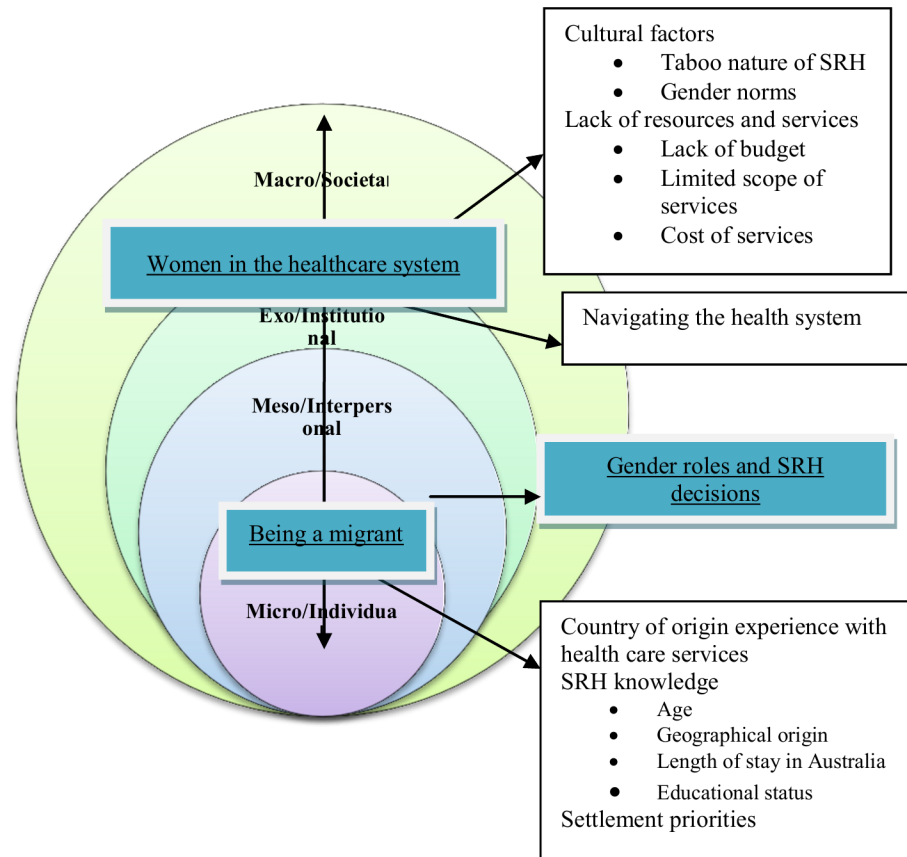 Cultural factors
• Taboo nature of SRH
• Gender norms
Lack of resources and services
• Lack of budget
• Limited scope of
services
• Cost of services
Macro/Societal
Women in the healthcare system
Exo/Institutio
nal
Navigating the health system
Meso/Interpers
onal
Gender roles and SRH
decisions
Being a migrant
Micro/Individua
Country of origin experience with
health care services
SRH knowledge
• Age
• Geographical origin
• Length of stay in Australia
• Educational status
Settlement priorities